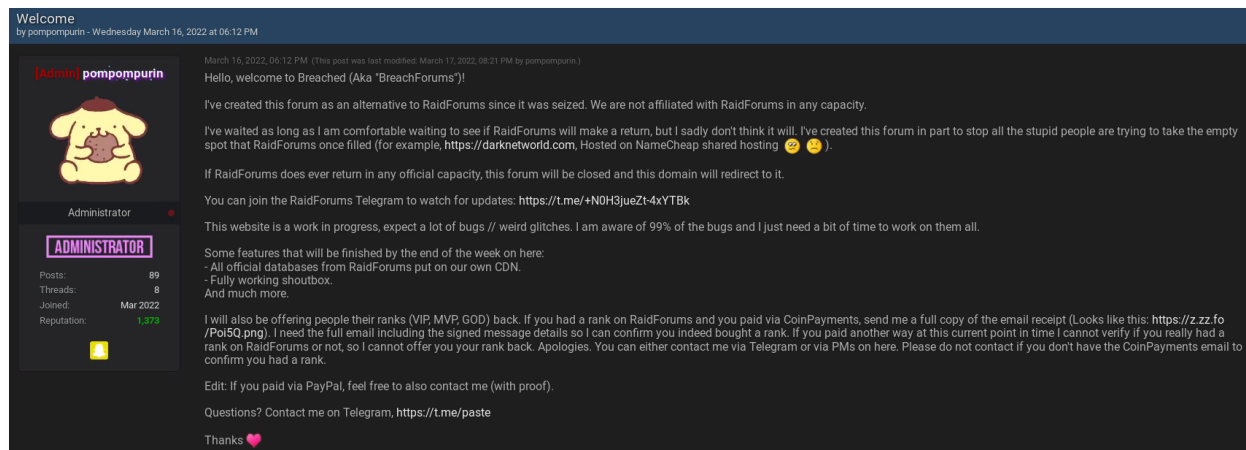 Welcome
by pompompurin - Wednesday March 16, 2022 at 06:12 PM
[Admin] pompompurin
Administrator
ADMINISTRATOR
Posts: 89
Threads: 8
Joined: Mar 2022
Reputation: 1,373
March 16, 2022, 06:12 PM (This post was last modified: March 17, 2022, 08:21 PM by pompompurin.)
Hello, welcome to Breached (Aka "BreachForums")!
I've created this forum as an alternative to RaidForums since it was seized. We are not affiliated with RaidForums in any capacity.
I've waited as long as I am comfortable waiting to see if RaidForums will make a return, but I sadly don't think it will. I've created this forum in part to stop all the stupid people are trying to take the empty
spot that RaidForums once filled (for example, https://darknetworld.com, Hosted on NameCheap shared hosting 🥺 😠 ).
If RaidForums does ever return in any official capacity, this forum will be closed and this domain will redirect to it.
You can join the RaidForums Telegram to watch for updates: https://t.me/+N0H3jueZt-4xYTBk
This website is a work in progress, expect a lot of bugs // weird glitches. I am aware of 99% of the bugs and I just need a bit of time to work on them all.
Some features that will be finished by the end of the week on here:
- All official databases from RaidForums put on our own CDN.
- Fully working shoutbox.
And much more.
I will also be offering people their ranks (VIP, MVP, GOD) back. If you had a rank on RaidForums and you paid via CoinPayments, send me a full copy of the email receipt (Looks like this: https://z.zz.fo
/Poi5Q.png). I need the full email including the signed message details so I can confirm you indeed bought a rank. If you paid another way at this current point in time I cannot verify if you really had a
rank on RaidForums or not, so I cannot offer you your rank back. Apologies. You can either contact me via Telegram or via PMs on here. Please do not contact if you don't have the CoinPayments email to
confirm you had a rank.
Edit: If you paid via PayPal, feel free to also contact me (with proof).
Questions? Contact me on Telegram, https://t.me/paste
Thanks 💗